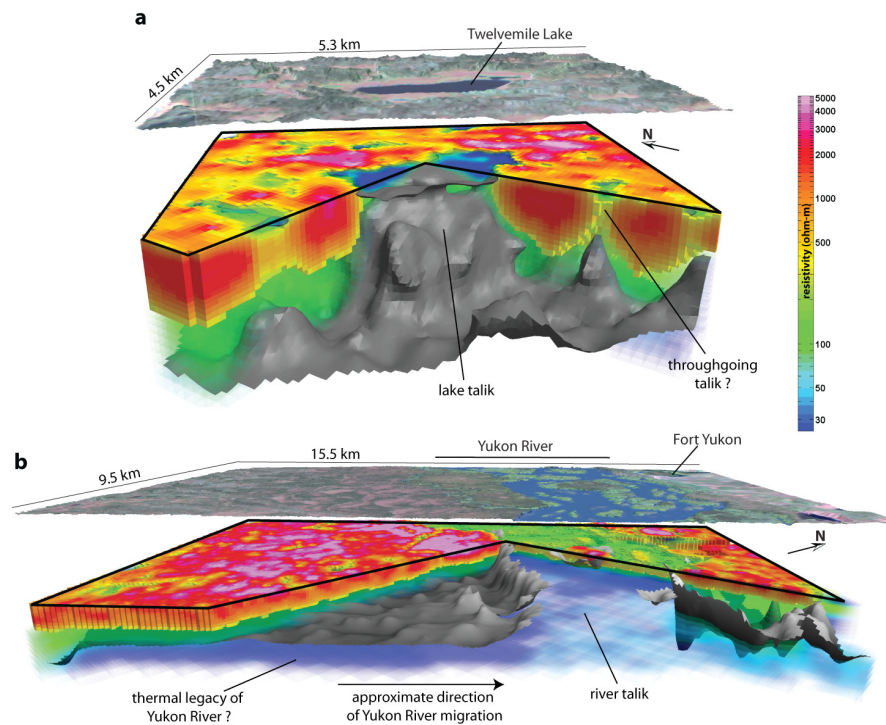 a
Twelvemile Lake
5.3 km
4.5 km
N
5000
4000
3000
2000
1000
500
100
50
30
resistivity (ohm-m)
lake talik
throughgoing
talik ?
b
Yukon River
Fort Yukon
15.5 km
9.5 km
N
thermal legacy of
Yukon River ?
approximate direction
of Yukon River migration
river talik